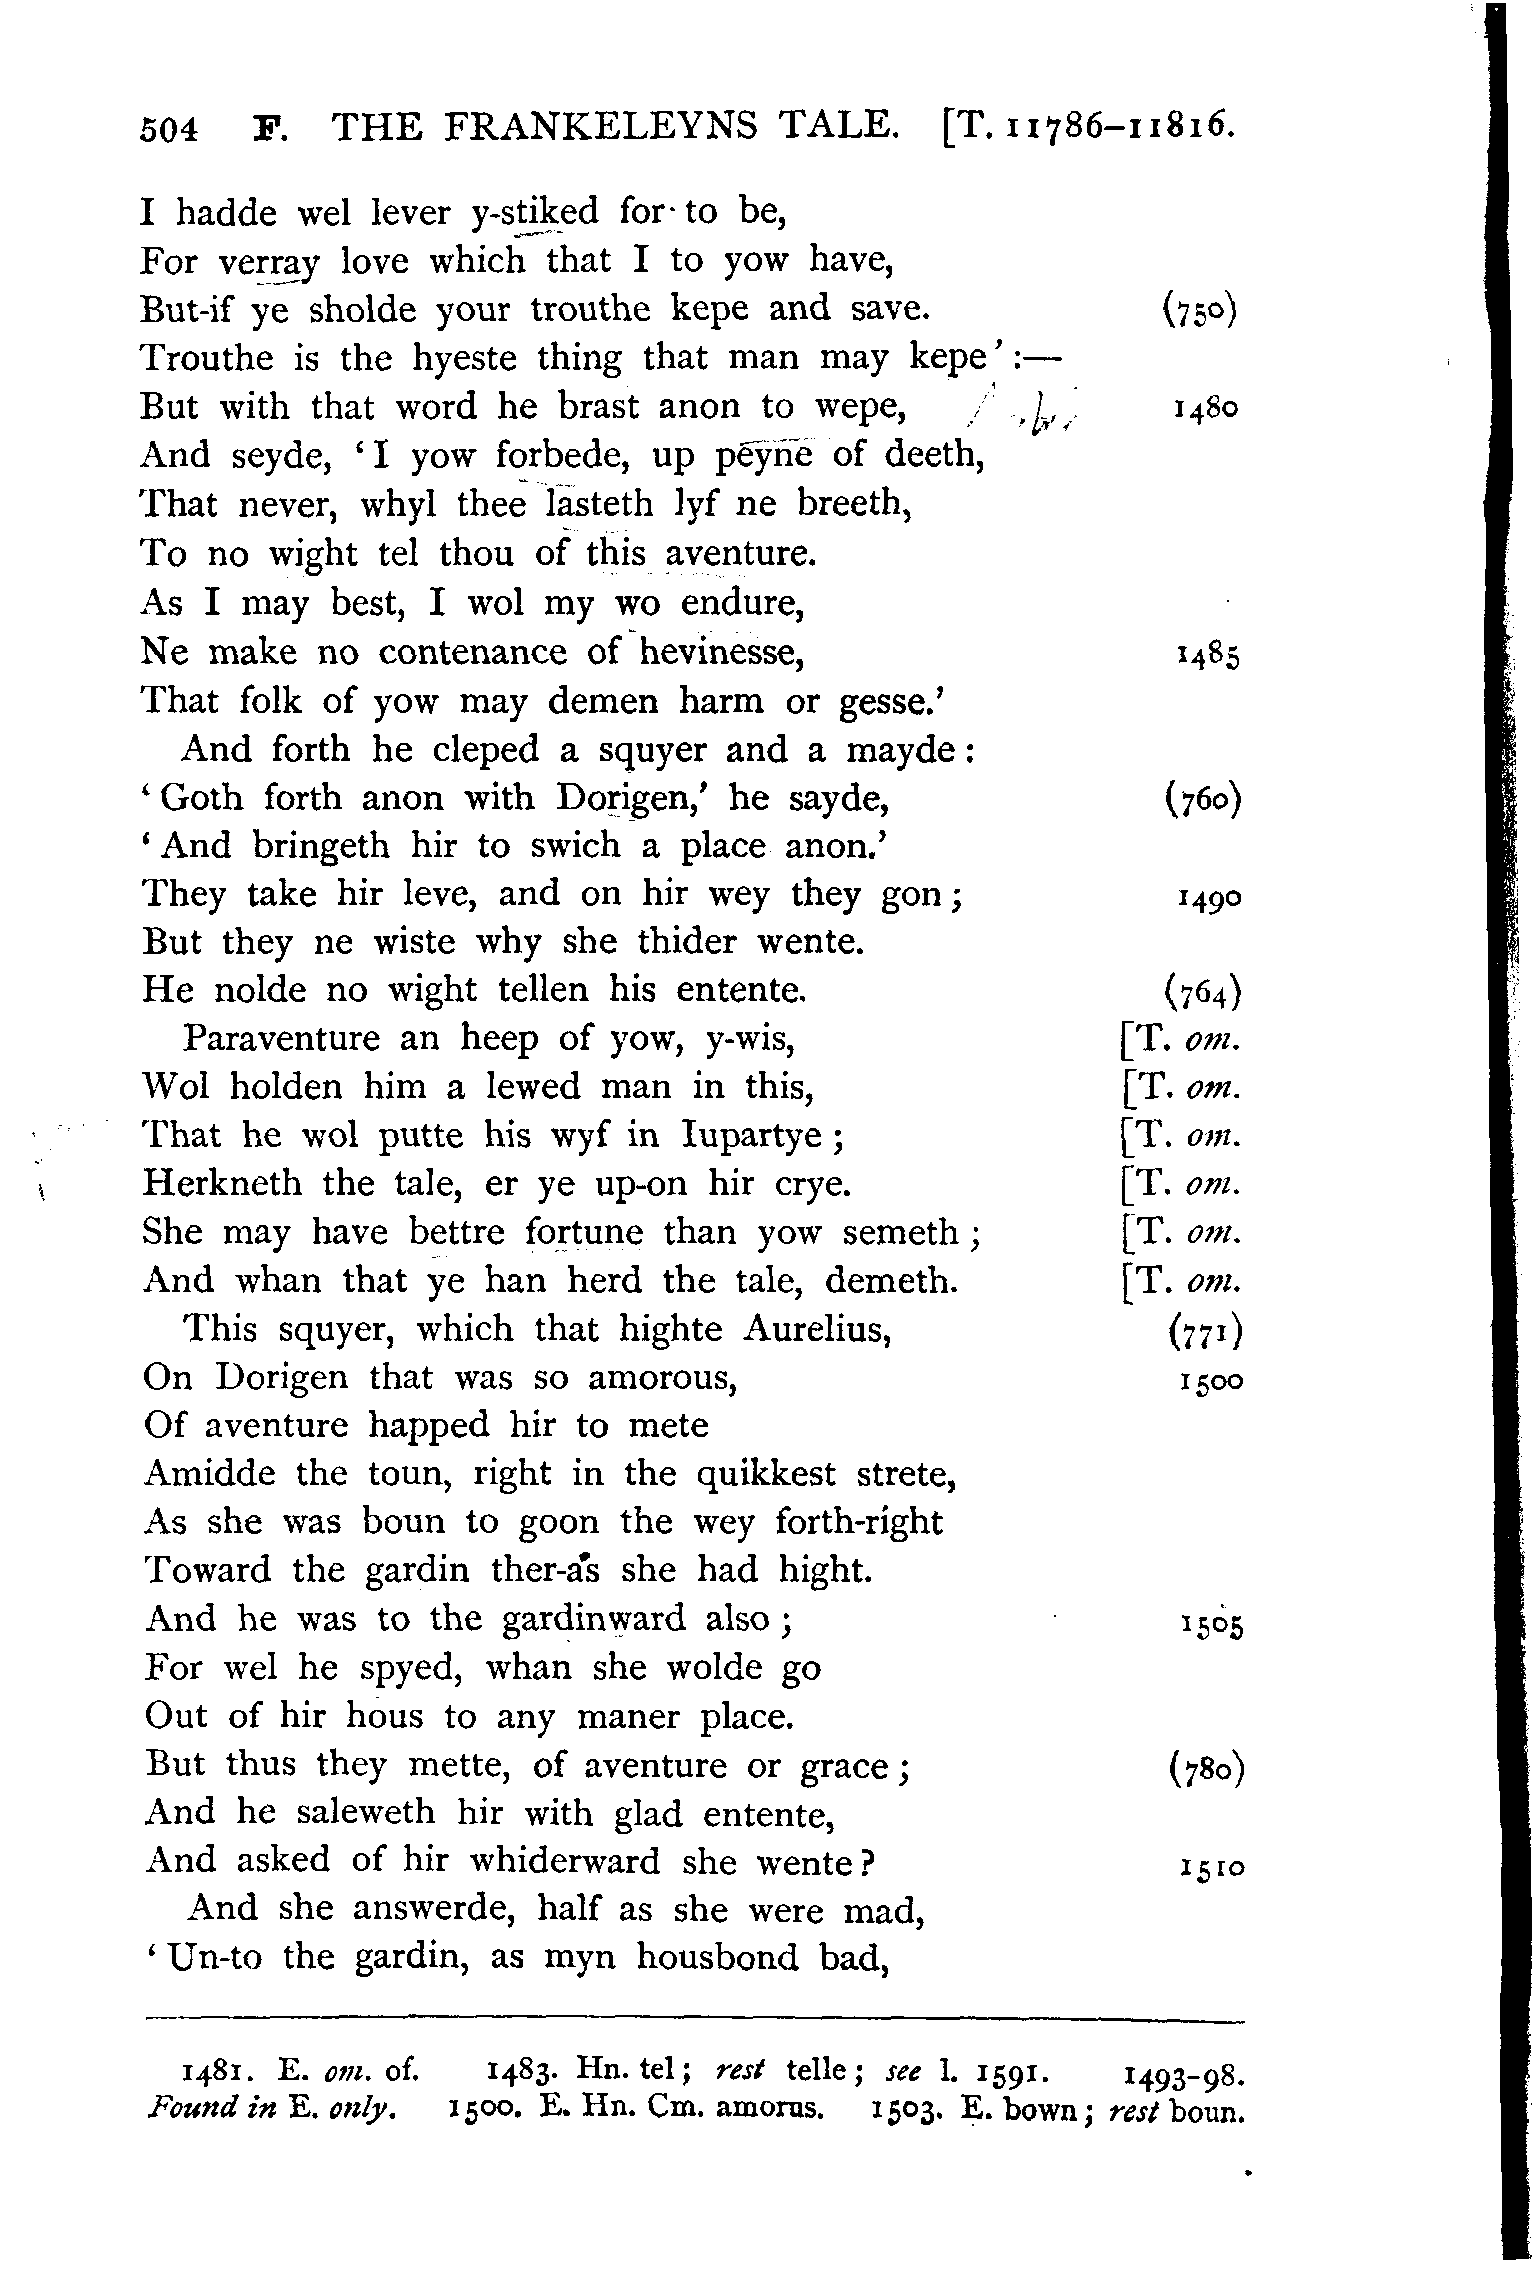 504 F. THE FRANKELEYNS TALE. [T. 11786–11816.
I hadde wel lever y-stiked for to be,
For verray love which that I to yow have,
But-if ye sholde your trouthe kepe and save. (750)
Trouthe is the hyeste thing that man may kepe’ :—
But with that word he brast anon to wepe, 1480
And seyde, ‘I yow forbede, up peyne of deeth,
That never, whyl thee lasteth lyf ne breeth,
To no wight tel thou of this aventure.
As I may best, I wol my wo endure,
Ne make no contenance of hevinesse, 1485
That folk of yow may demen harm or gesse.’
And forth he cleped a squyer and a mayde :
‘Goth forth anon with Dorigen,’ he sayde, (760)
‘And bringeth hir to swich a place anon.’
They take hir leve, and on hir wey they gon ; 1490
But they ne wiste why she thider wente.
He nolde no wight tellen his entente. (764)
Paraventure an heep of yow, y-wis, [T. om.
Wol holden him a lewed man in this, [T. om.
That he wol putte his wyf in Iupartye ; [T. om.
Herkneth the tale, er ye up-on hir crye. [T. om.
She may have bettre fortune than yow semeth ; [T. om.
And whan that ye han herd the tale, demeth. [T. om.
This squyer, which that highte Aurelius, (771)
On Dorigen that was so amorous, 1500
Of aventure happed hir to mete
Amidde the toun, right in the quikkest strete,
As she was boun to goon the wey forth-right
Toward the gardin ther-as she had hight.
And he was to the gardinward also ; 1505
For wel he spyed, whan she wolde go
Out of hir hous to any maner place.
But thus they mette, of aventure or grace ; (780)
And he saleweth hir with glad entente,
And asked of hir whiderward she wente ? 1510
And she answerde, half as she were mad,
‘Un-to the gardin, as myn housbond bad,
1481. E. om. of. 1483. Hn. tel ; rest telle ; see l. 1591. 1493–98.
Found in E. only. 1500. E. Hn. Cm. amorus. 1503. E. bown ; rest boun.